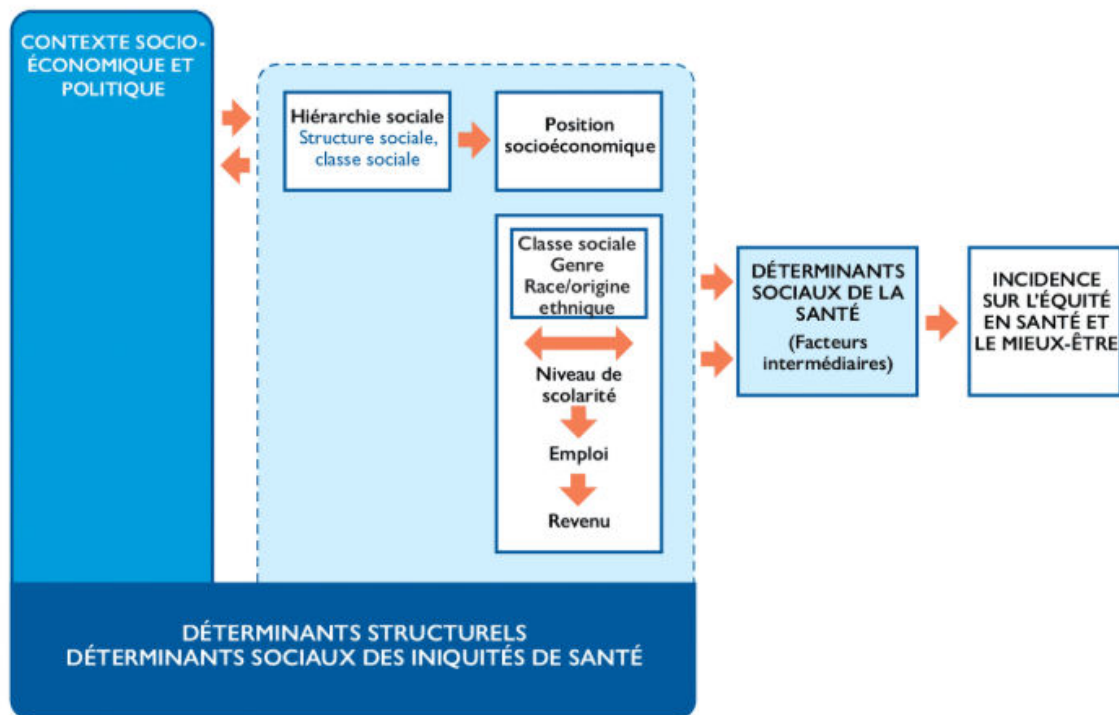 CONTEXTE SOCIO-
ÉCONOMIQUE ET
POLITIQUE
Hiérarchie sociale
Structure sociale,
classe sociale
Position
socioéconomique
Classe sociale
Genre
Race/origine
ethnique
Niveau de
scolarité
Emploi
Revenu
DÉTERMINANTS
SOCIAUX DE LA
SANTÉ
(Facteurs
intermédiaires)
INCIDENCE
SUR L'ÉQUITÉ
EN SANTÉ ET
LE MIEUX-ÊTRE
DÉTERMINANTS STRUCTURELS
DÉTERMINANTS SOCIAUX DES INIQUITÉS DE SANTÉ